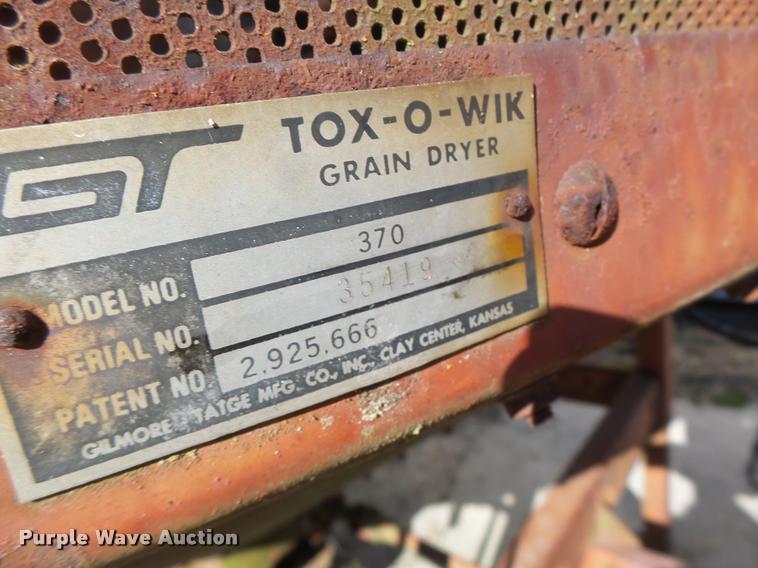 GT TOX-O-WIK
GRAIN DRYER
MODEL NO. 370
SERIAL NO. 35419
PATENT NO. 2,925,666
GILMORE - TATGE MFG. CO., INC., CLAY CENTER, KANSAS
Purple Wave Auction